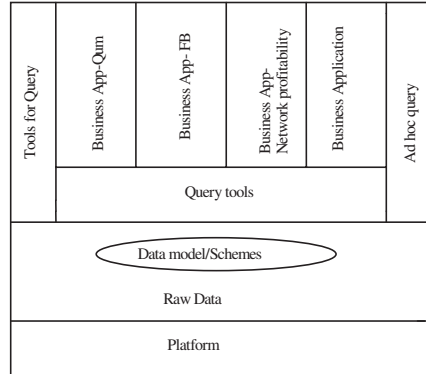 Tools for Query
Business App-Qum
Business App- FB
Business App-
Network profitability
Business Application
Ad hoc query
Query tools
Data model/Schemes
Raw Data
Platform